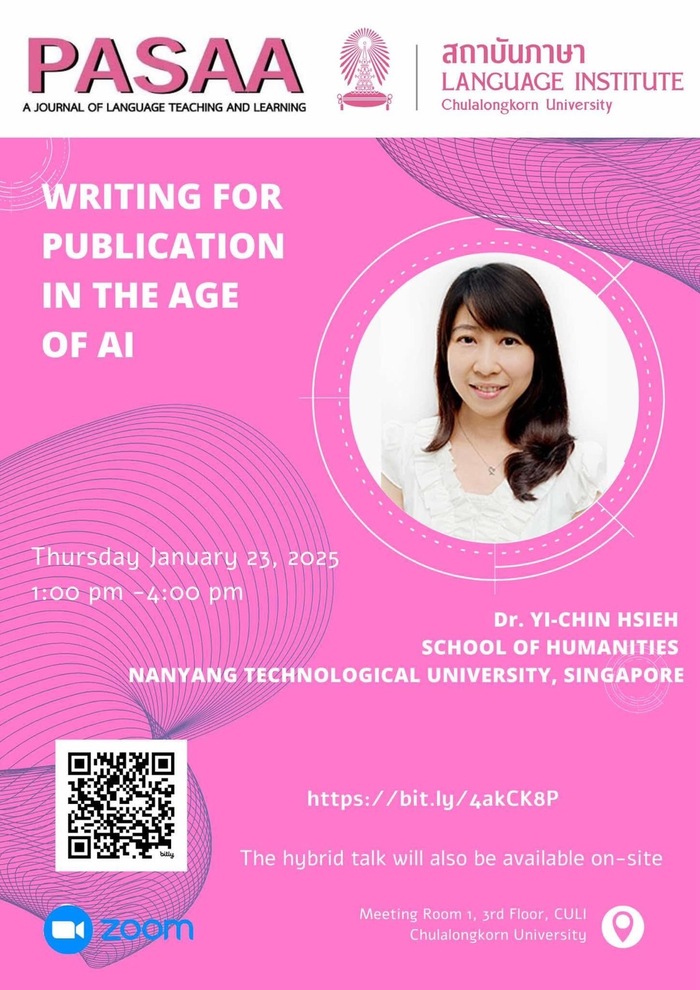 PASAA
A JOURNAL OF LANGUAGE TEACHING AND LEARNING
สถาบันภาษา
LANGUAGE INSTITUTE
Chulalongkorn University
WRITING FOR
PUBLICATION
IN THE AGE
OF AI
Thursday January 23, 2025
1:00 pm -4:00 pm
Dr. YI-CHIN HSIEH
SCHOOL OF HUMANITIES
NANYANG TECHNOLOGICAL UNIVERSITY, SINGAPORE
bitly
https://bit.ly/4akCK8P
The hybrid talk will also be available on-site
zoom
Meeting Room 1, 3rd Floor, CULI
Chulalongkorn University